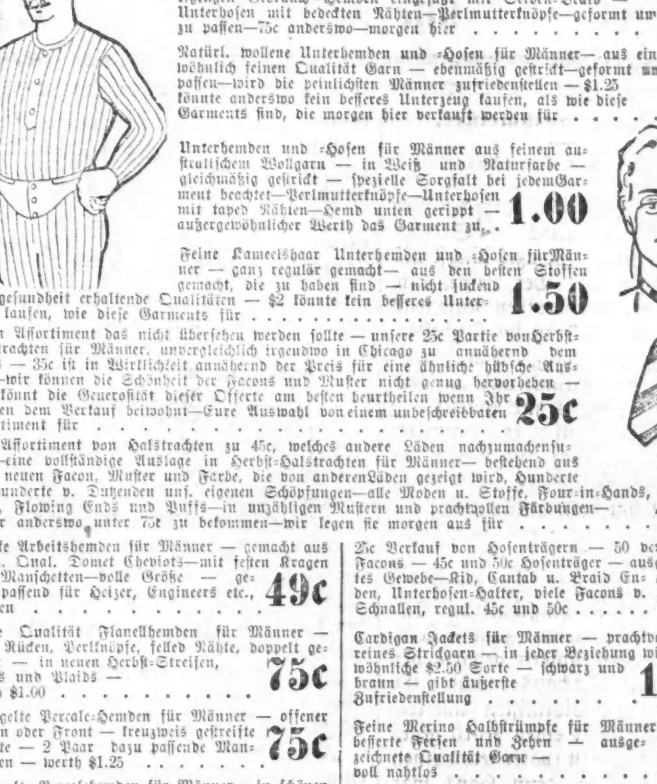 Unterhosen mit bedeckten Nähten—Perlmutterknöpfe—geformt um
zu passen—75c anderswo—morgen hier . . . . . . .
Natürl. wollene Unterhemden und =Hosen für Männer— aus ein
wöhnlich feinen Qualität Garn — ebenmäßig gestrickt—geformt um
passen—wird die peinlichsten Männer zufriedenstellen — $1.25
könnte anderswo kein besseres Unterzeug kaufen, als wie diese
Garments sind, die morgen hier verkauft werden für . . . . .
Unterhemden und =Hosen für Männer aus feinem au-
stralischem Wollgarn — in Weiß und Naturfarbe —
gleichmäßig gestrickt — spezielle Sorgfalt bei jedemGar-
ment beachtet—Perlmutterknöpfe—Unterhosen
mit taped Nähten—Hemd unten gerippt —
außergewöhnlicher Werth das Garment zu. . 1.00
Feine Kameelshaar Unterhemden und =Hosen fürMän-
ner — ganz regulär gemacht— aus den besten Stoffen
gemacht, die zu haben sind — nicht juckend
gesundheit erhaltende Qualitäten — $2 könnte kein besseres Unter-
kaufen, wie diese Garments für . . . . . . . . . . . 1.50
Assortiment das nicht übersehen werden sollte — unsere 25c Partie vonHerbst-
trachten für Männer, unvergleichlich irgendwo in Chicago zu annähernd dem
— 35c ist in Wirklichkeit annähernd der Preis für eine ähnliche hübsche Aus-
—wir können die Schönheit der Facons und Muster nicht genug hervorheben —
könnt die Generosität dieser Offerte am besten beurtheilen wenn Ihr
dem Verkauf beiwohnt—Eure Auswahl von einem unbeschreibbaren
timent für . . . . . . . . . . . . . . 25c
Assortiment von Halstrachten zu 45c, welches andere Läden nachzumachensu-
—eine vollständige Auslage in Herbst=Halstrachten für Männer— bestehend aus
neuen Facon, Muster und Farbe, die von anderenLäden gezeigt wird, Hunderte
hunderte v. Dutzenden uns. eigenen Schöpfungen—alle Moden u. Stoffe, Four=in=Hands,
Flowing Ends und Puffs—in unzähligen Mustern und prachtvollen Färbungen—
anderswo unter 75c zu bekommen—wir legen sie morgen aus für . . . . . . .
Arbeitshemden für Männer — gemacht aus
Qual. Domet Cheviots—mit festen Kragen
Manschetten—volle Größe — ge-
passend für Heizer, Engineers etc.,
. . . . . . . . . . . 49c
Qualität Flanellhemden für Männer —
Rücken, Perlknöpfe, felled Nähte, doppelt ge-
— in neuen Herbst=Streifen,
und Plaids —
$1.00 . . . . . . . . . . 75c
Percale=Hemden für Männer — offener
oder Front — kreuzweis gestreifte
— 2 Paar dazu passende Man-
— werth $1.25 . . . . . . . 75c
25c Verkauf von Hosenträgern — 50
Facons — 45c und 50c Hosenträger —
tes Gewebe—Kid, Cantab u. Braid En=
den, Unterhosen=Halter, viele Facons v.
Schnallen, regul. 45c und 50c . . . . .
Cardigan Jackets für Männer —
reines Strickgarn — in jeder Beziehung
wöhnliche $2.50 Sorte — schwarz und
braun — gibt äußerste
Zufriedenstellung . . . . . . .
Feine Merino Halbstrümpfe für Männer
besserte Fersen und Zehen — ausge-
zeichnete Qualität Garn —
voll nahtlos . . . . . . .